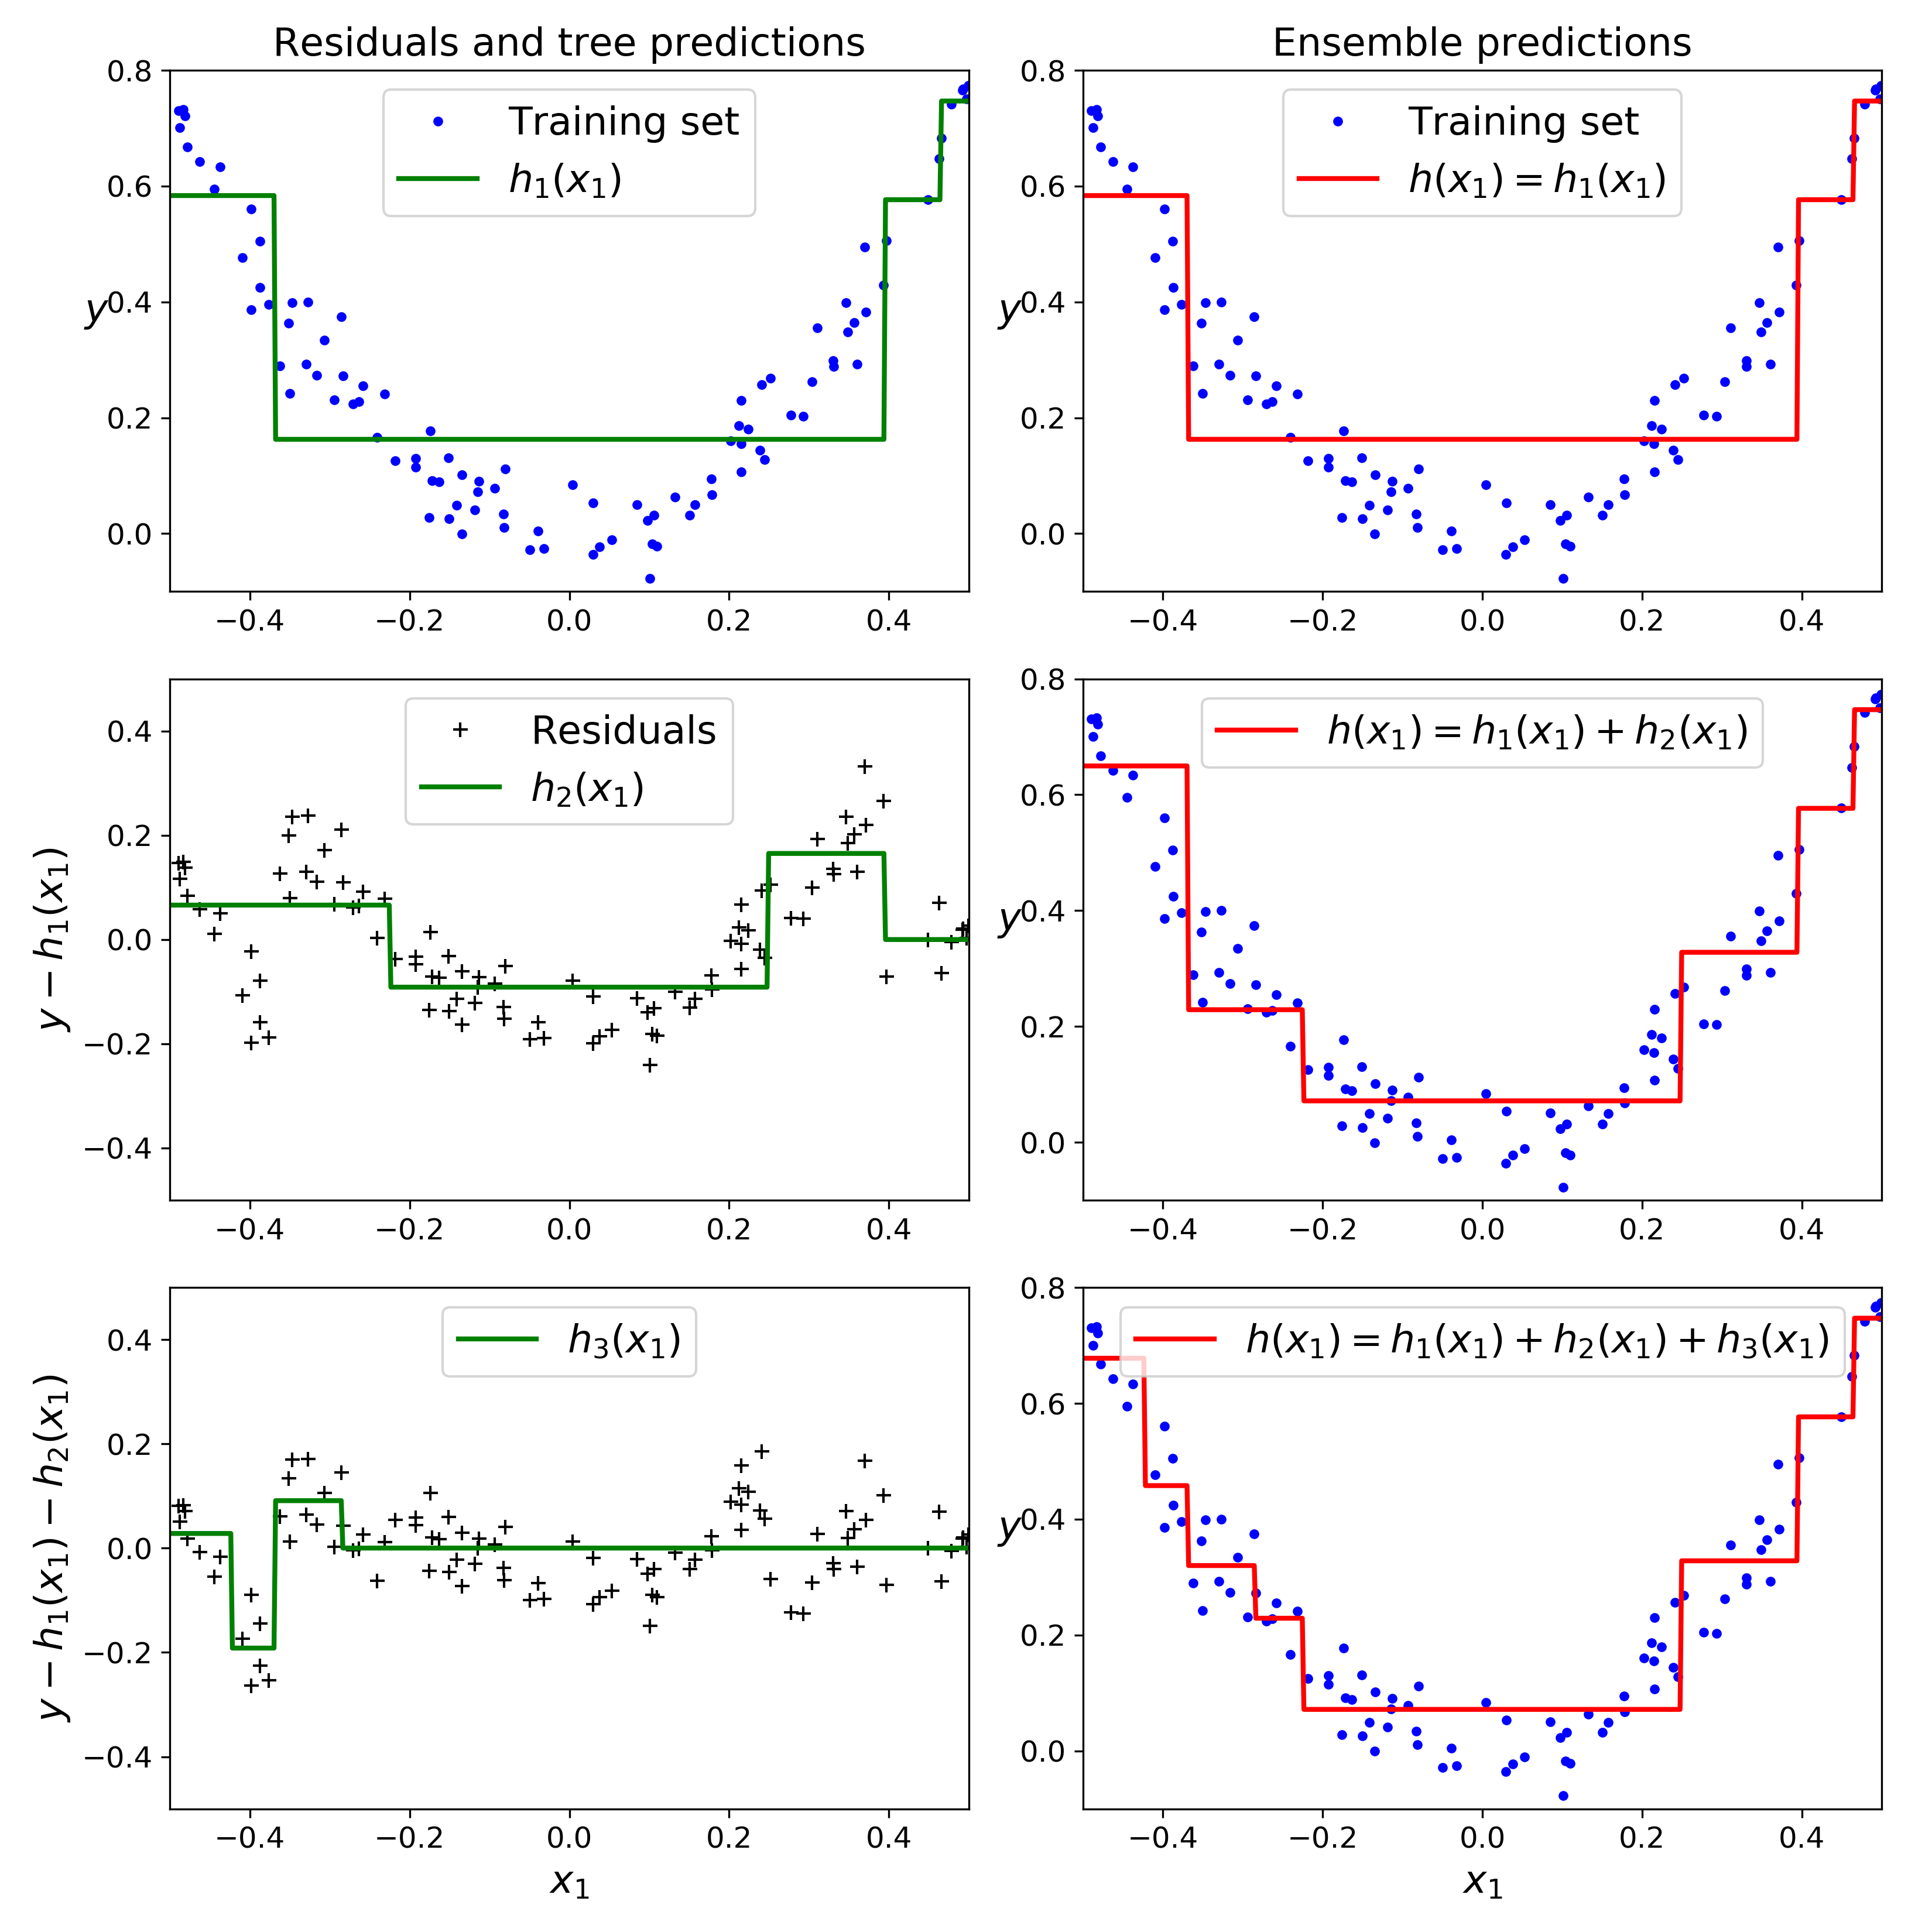 Residuals and tree predictions
Ensemble predictions
0.8
0.6
0.4
0.2
0.0
y
Training set
h₁(x₁)
−0.4 −0.2 0.0 0.2 0.4
0.8
0.6
0.4
0.2
0.0
y
Training set
h(x₁) = h₁(x₁)
−0.4 −0.2 0.0 0.2 0.4
0.4
0.2
0.0
−0.2
−0.4
y − h₁(x₁)
Residuals
h₂(x₁)
−0.4 −0.2 0.0 0.2 0.4
0.8
0.6
0.4
0.2
0.0
y
h(x₁) = h₁(x₁) + h₂(x₁)
−0.4 −0.2 0.0 0.2 0.4
0.4
0.2
0.0
−0.2
−0.4
y − h₁(x₁) − h₂(x₁)
h₃(x₁)
−0.4 −0.2 0.0 0.2 0.4
x₁
0.8
0.6
0.4
0.2
0.0
y
h(x₁) = h₁(x₁) + h₂(x₁) + h₃(x₁)
−0.4 −0.2 0.0 0.2 0.4
x₁